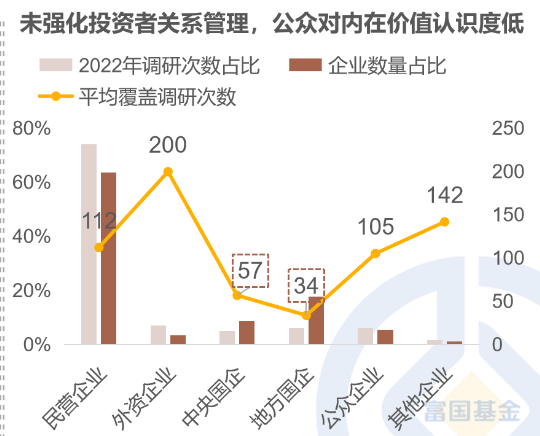 未强化投资者关系管理，公众对内在价值认识度低
2022年调研次数占比
企业数量占比
平均覆盖调研次数
80%
60%
40%
20%
0%
250
200
150
100
50
0
112
200
57
34
105
142
民营企业
外资企业
中央国企
地方国企
公众企业
其他企业
富国基金